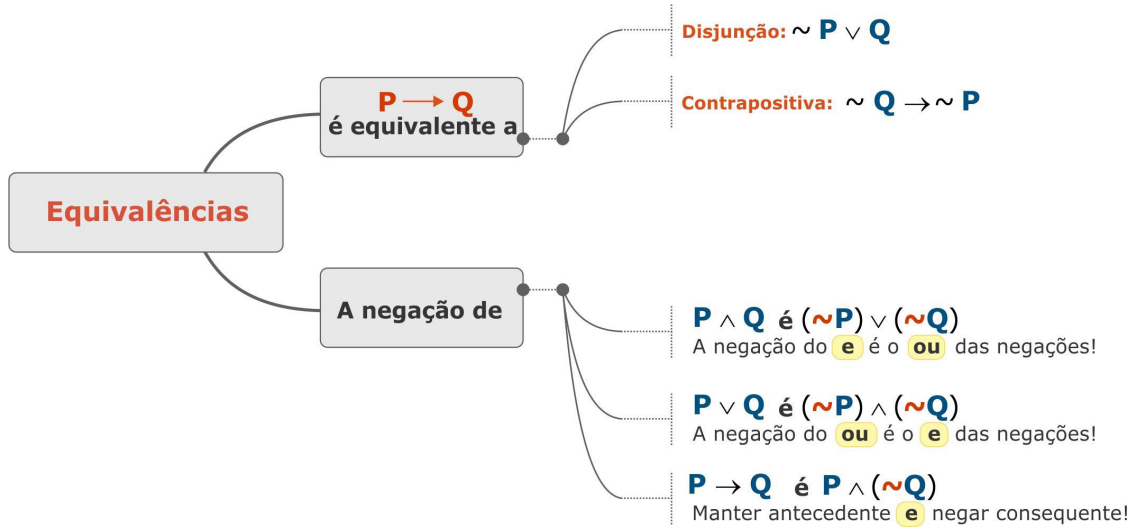 Equivalências
P → Q
é equivalente a
Disjunção: ~ P ∨ Q
Contrapositiva: ~ Q → ~ P
A negação de
P ∧ Q é (~P) ∨ (~Q)
A negação do e é o ou das negações!
P ∨ Q é (~P) ∧ (~Q)
A negação do ou é o e das negações!
P → Q é P ∧ (~Q)
Manter antecedente e negar consequente!